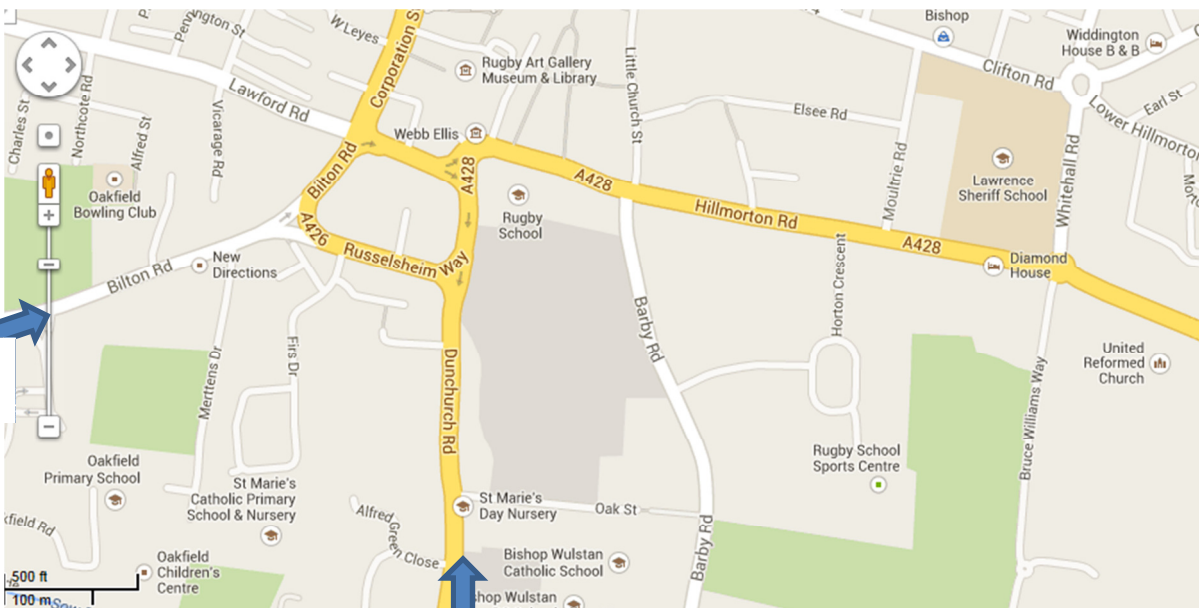 ngton St
W Leyes
Corporation S
Bishop
Widdington
House B & B
Rugby Art Gallery
Museum & Library
Little Church St
Clifton Rd
Earl St
Lower Hillmorton
Charles St
Northcote Rd
Alfred St
Vicarage Rd
Lawford Rd
Webb Ellis
Elsee Rd
Moultrie Rd
Whitehall Rd
Lawrence
Sheriff School
Oakfield
Bowling Club
Bilton Rd
A428
A428
Rugby
School
Hillmorton Rd
A428
A426
Russelsheim Way
New
Directions
Bilton Rd
Diamond
House
Horton Crescent
Barby Rd
Merttens Dr
Firs Dr
Dunchurch Rd
Bruce Williams Way
United
Reformed
Church
Rugby School
Sports Centre
Oakfield
Primary School
St Marie's
Catholic Primary
School & Nursery
St Marie's
Day Nursery
Oak St
Alfred Green Close
Barby Rd
kfield Rd
Oakfield
Children's
Centre
Bishop Wulstan
Catholic School
shop Wulstan
500 ft
100 m